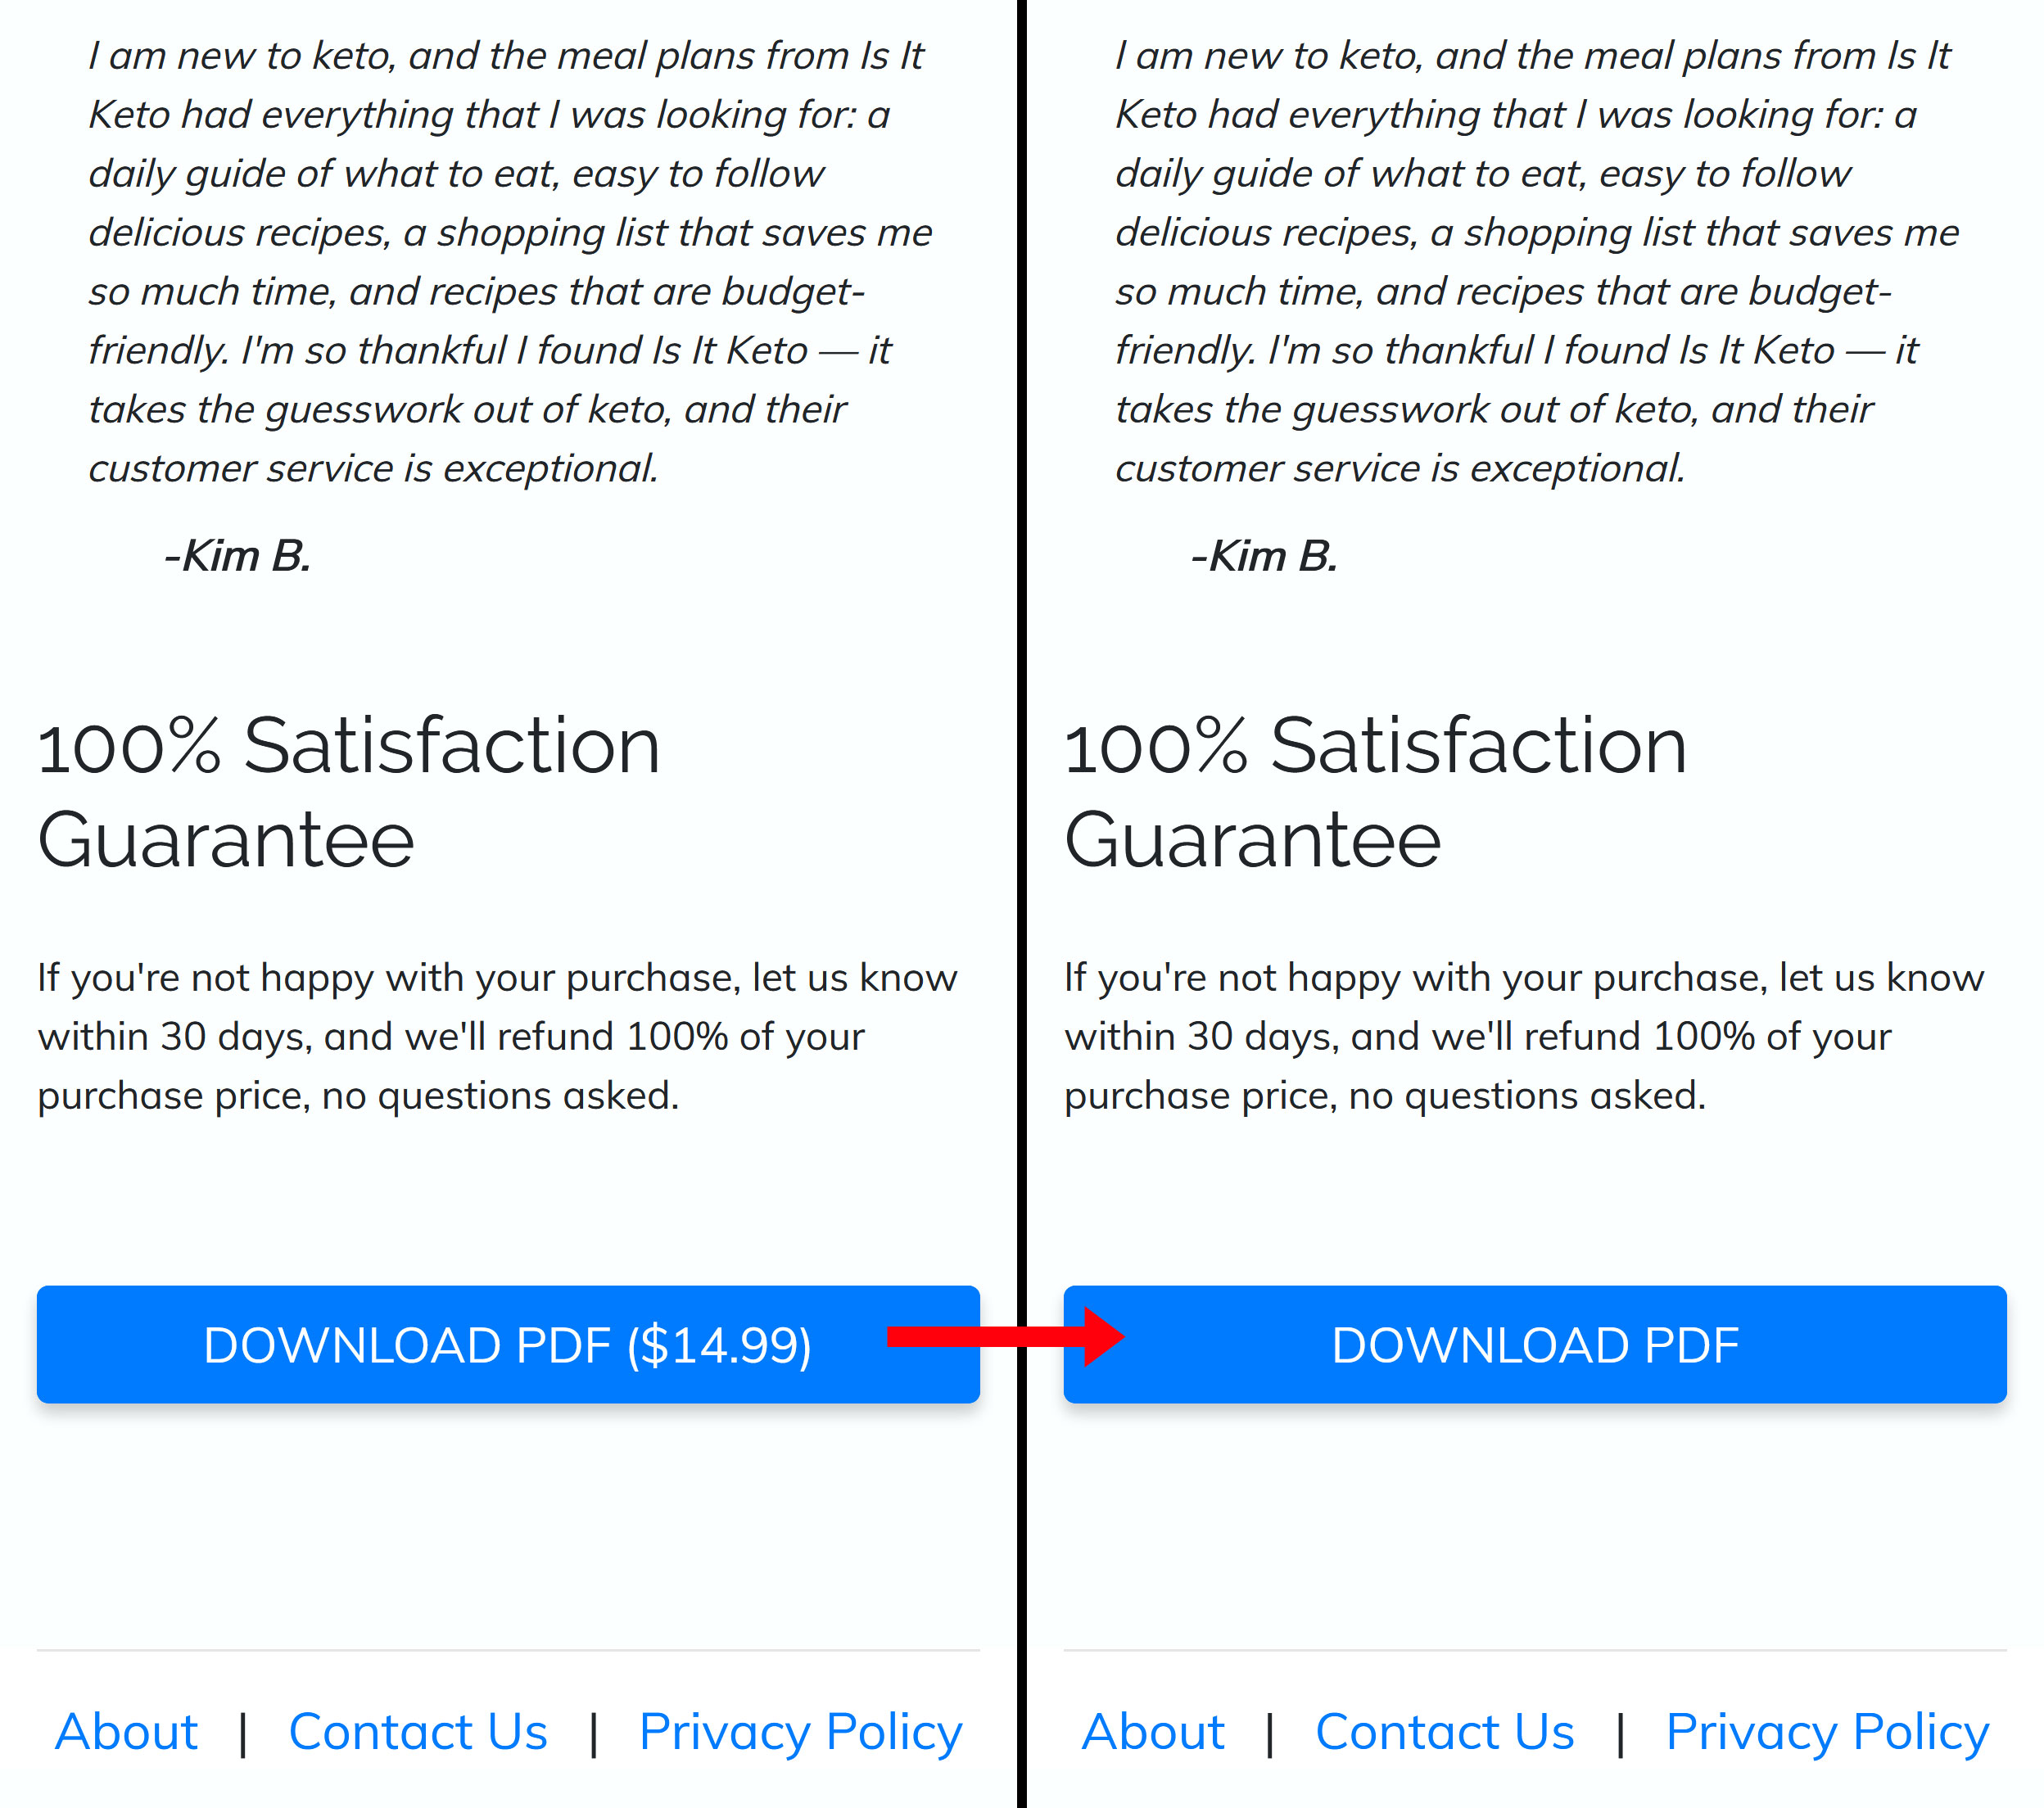 I am new to keto, and the meal plans from Is It
Keto had everything that I was looking for: a
daily guide of what to eat, easy to follow
delicious recipes, a shopping list that saves me
so much time, and recipes that are budget-
friendly. I'm so thankful I found Is It Keto — it
takes the guesswork out of keto, and their
customer service is exceptional.
-Kim B.
100% Satisfaction
Guarantee
If you're not happy with your purchase, let us know
within 30 days, and we'll refund 100% of your
purchase price, no questions asked.
DOWNLOAD PDF ($14.99)
About | Contact Us | Privacy Policy
I am new to keto, and the meal plans from Is It
Keto had everything that I was looking for: a
daily guide of what to eat, easy to follow
delicious recipes, a shopping list that saves me
so much time, and recipes that are budget-
friendly. I'm so thankful I found Is It Keto — it
takes the guesswork out of keto, and their
customer service is exceptional.
-Kim B.
100% Satisfaction
Guarantee
If you're not happy with your purchase, let us know
within 30 days, and we'll refund 100% of your
purchase price, no questions asked.
DOWNLOAD PDF
About | Contact Us | Privacy Policy